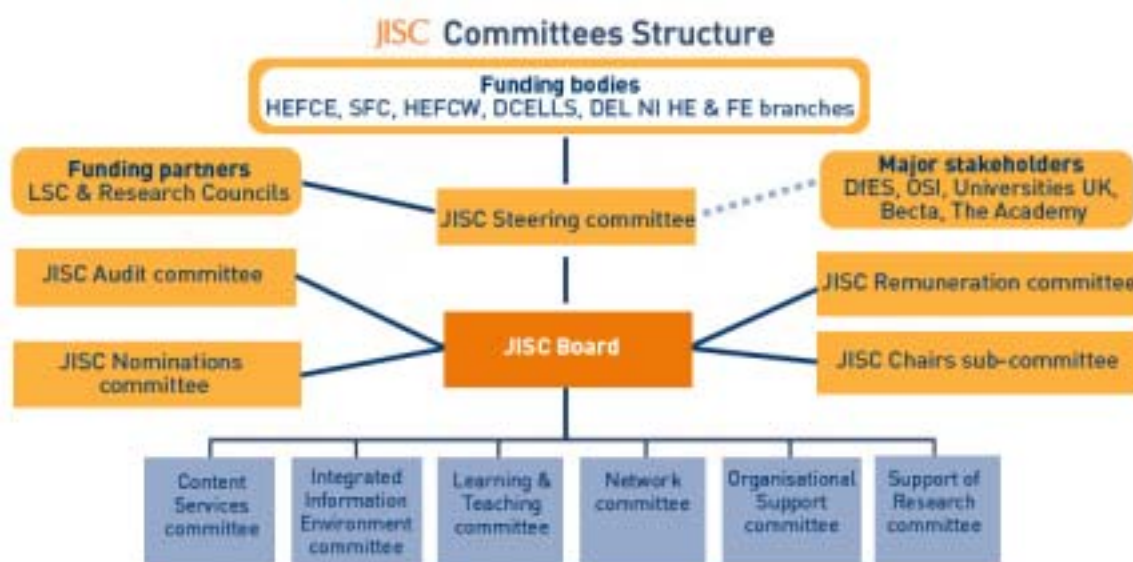 JISC Committees Structure
Funding bodies
HEFCE, SFC, HEFCW, DCELLS, DEL NI HE & FE branches
Funding partners
LSC & Research Councils
Major stakeholders
DfES, OSI, Universities UK,
Becta, The Academy
JISC Steering committee
JISC Audit committee
JISC Remuneration committee
JISC Board
JISC Nominations
committee
JISC Chairs sub-committee
Content
Services
committee
Integrated
Information
Environment
committee
Learning &
Teaching
committee
Network
committee
Organisational
Support
committee
Support of
Research
committee